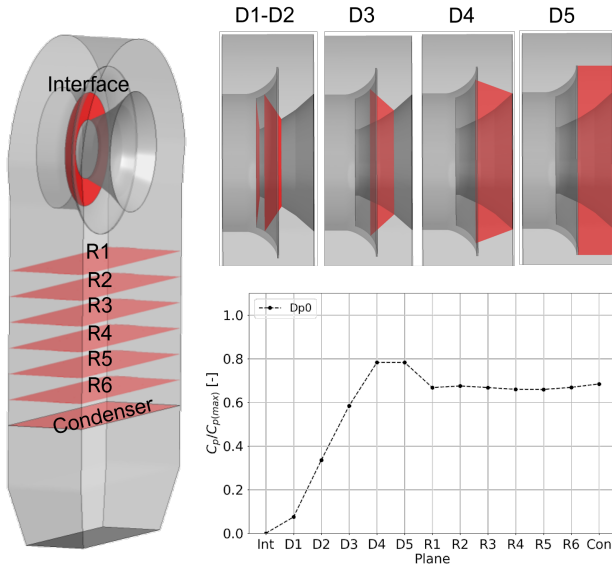 Interface
R1
R2
R3
R4
R5
R6
Condenser
D1-D2 D3 D4 D5
Dp0
1.0
0.8
0.6
0.4
0.2
0.0
Cp/Cp(max) [-]
Int D1 D2 D3 D4 D5 R1 R2 R3 R4 R5 R6 Con
Plane